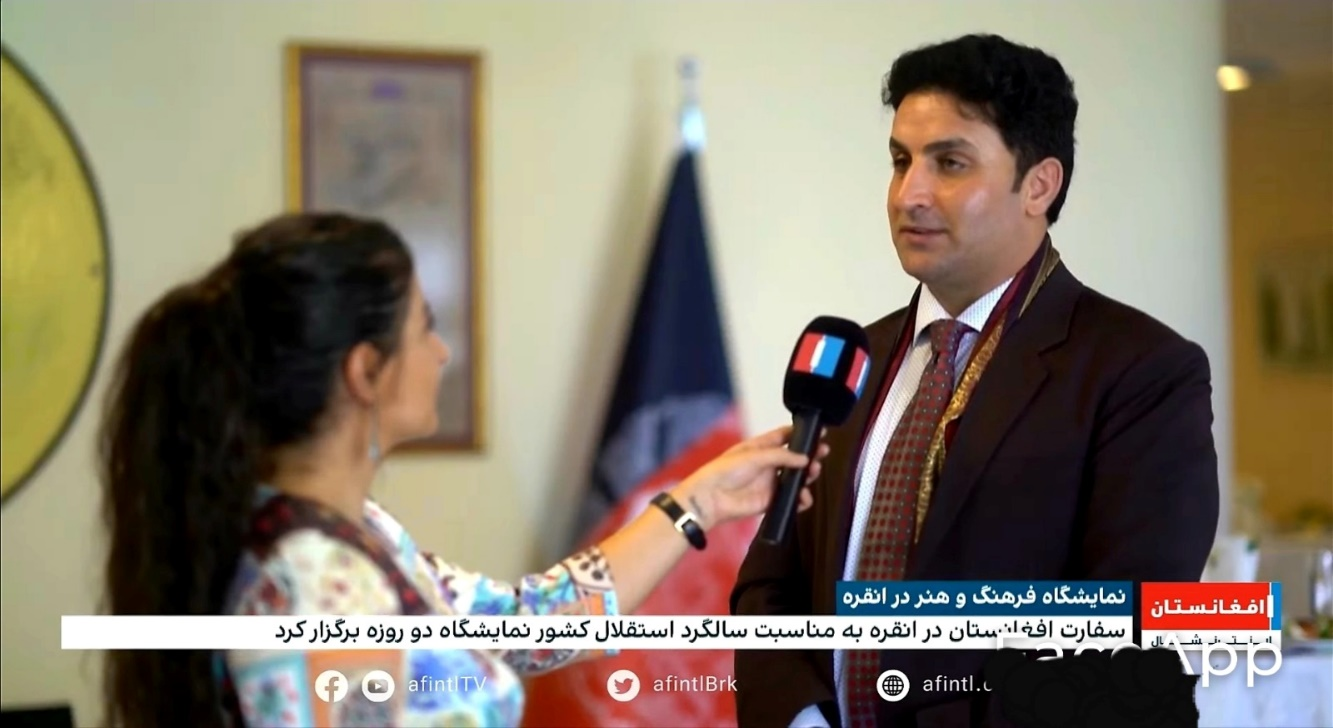 نمایشگاه فرهنگ و هنر در انقره
سفارت افغانستان در انقره به مناسبت سالگرد استقلال کشور نمایشگاه دو روزه برگزار کرد
افغانستان
afintlTV
afintlBrk
afintl.c
FaceApp